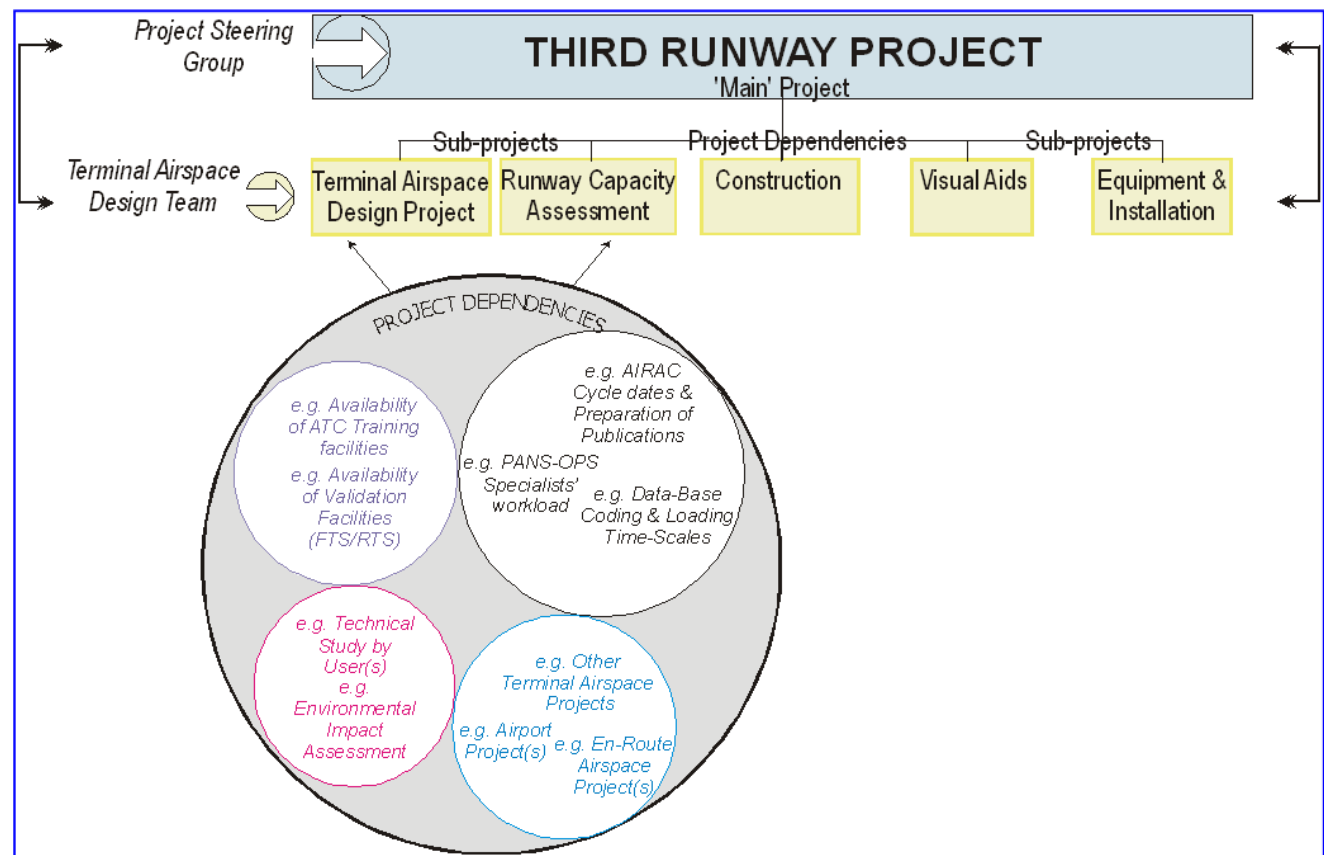 Project Steering
Group
THIRD RUNWAY PROJECT
'Main' Project
Sub-projects
Project Dependencies
Sub-projects
Terminal Airspace
Design Team
Terminal Airspace
Design Project
Runway Capacity
Assessment
Construction
Visual Aids
Equipment &
Installation
PROJECT DEPENDENCIES
e.g. Availability
of ATC Training
facilities
e.g. Availability
of Validation
Facilities
(FTS/RTS)
e.g. AIRAC
Cycle dates &
Preparation of
Publications
e.g. PANS-OPS
Specialists'
workload
e.g. Data-Base
Coding & Loading
Time-Scales
e.g. Technical
Study by
User(s)
e.g.
Environmental
Impact
Assessment
e.g. Other
Terminal Airspace
Projects
e.g. Airport
Project(s)
e.g. En-Route
Airspace
Project(s)